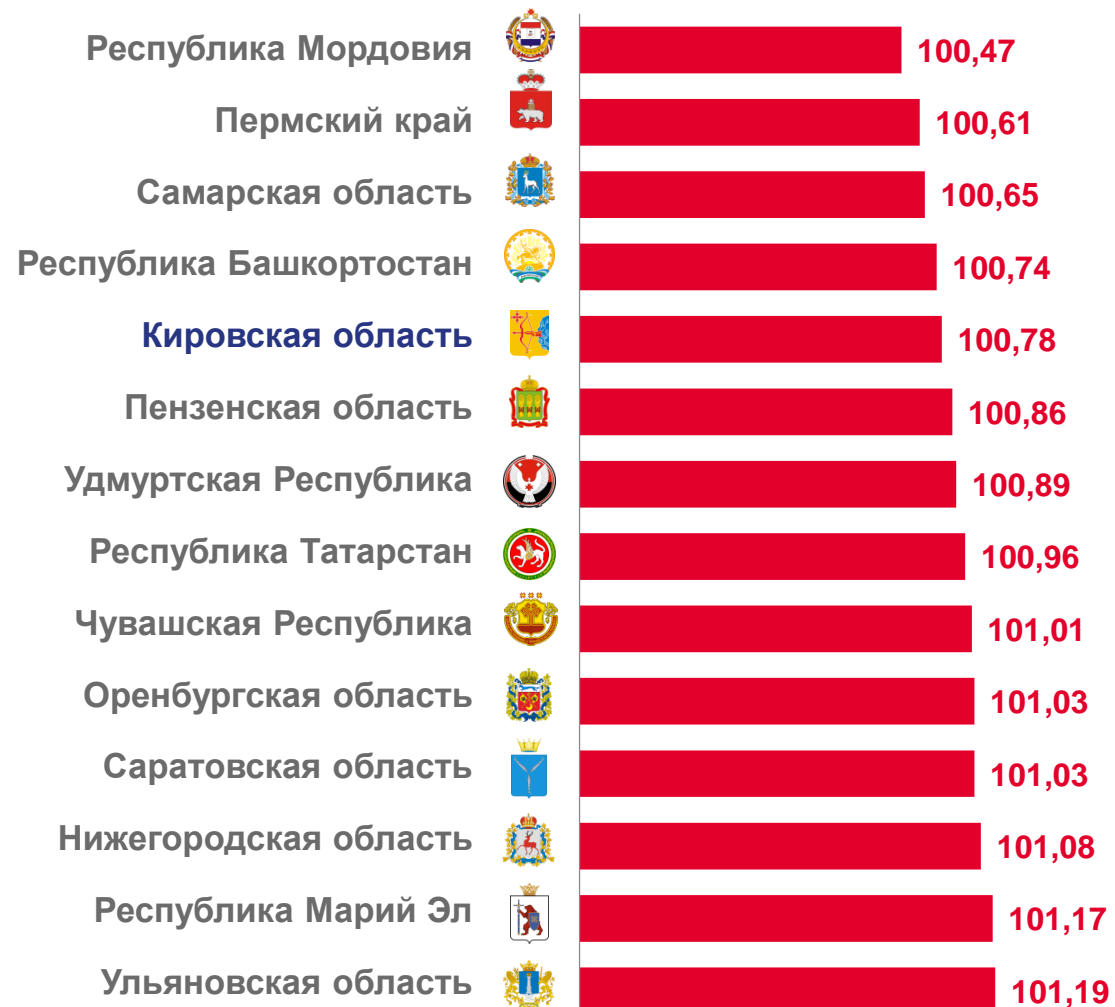 Республика Мордовия 100,47
Пермский край 100,61
Самарская область 100,65
Республика Башкортостан 100,74
Кировская область 100,78
Пензенская область 100,86
Удмуртская Республика 100,89
Республика Татарстан 100,96
Чувашская Республика 101,01
Оренбургская область 101,03
Саратовская область 101,03
Нижегородская область 101,08
Республика Марий Эл 101,17
Ульяновская область 101,19